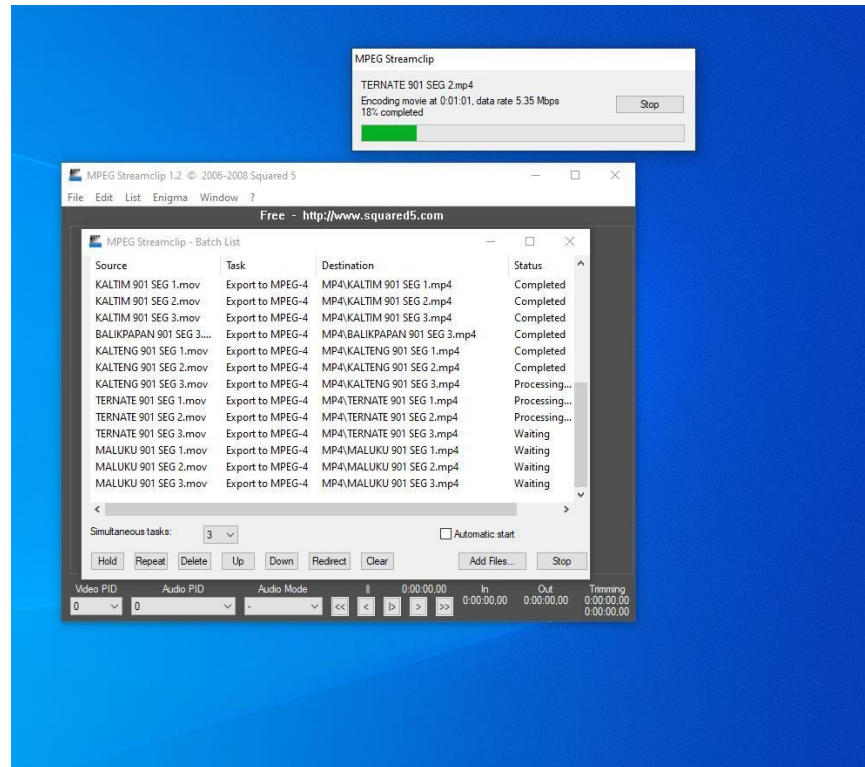 MPEG Streamclip
TERNATE 901 SEG 2.mp4
Encoding movie at 0:01:01, data rate 5.35 Mbps
18% completed
Stop
MPEG Streamclip 1.2 © 2006-2008 Squared 5
File Edit List Enigma Window ?
Free - http://www.squared5.com
MPEG Streamclip - Batch List
Source Task Destination Status
KALTIM 901 SEG 1.mov Export to MPEG-4 MP4\KALTIM 901 SEG 1.mp4 Completed
KALTIM 901 SEG 2.mov Export to MPEG-4 MP4\KALTIM 901 SEG 2.mp4 Completed
KALTIM 901 SEG 3.mov Export to MPEG-4 MP4\KALTIM 901 SEG 3.mp4 Completed
BALIKPAPAN 901 SEG 3.... Export to MPEG-4 MP4\BALIKPAPAN 901 SEG 3.mp4 Completed
KALTENG 901 SEG 1.mov Export to MPEG-4 MP4\KALTENG 901 SEG 1.mp4 Completed
KALTENG 901 SEG 2.mov Export to MPEG-4 MP4\KALTENG 901 SEG 2.mp4 Completed
KALTENG 901 SEG 3.mov Export to MPEG-4 MP4\KALTENG 901 SEG 3.mp4 Processing...
TERNATE 901 SEG 1.mov Export to MPEG-4 MP4\TERNATE 901 SEG 1.mp4 Processing...
TERNATE 901 SEG 2.mov Export to MPEG-4 MP4\TERNATE 901 SEG 2.mp4 Processing...
TERNATE 901 SEG 3.mov Export to MPEG-4 MP4\TERNATE 901 SEG 3.mp4 Waiting
MALUKU 901 SEG 1.mov Export to MPEG-4 MP4\MALUKU 901 SEG 1.mp4 Waiting
MALUKU 901 SEG 2.mov Export to MPEG-4 MP4\MALUKU 901 SEG 2.mp4 Waiting
MALUKU 901 SEG 3.mov Export to MPEG-4 MP4\MALUKU 901 SEG 3.mp4 Waiting
Simultaneous tasks: 3 Automatic start
Hold Repeat Delete Up Down Redirect Clear Add Files... Stop
Video PID Audio PID Audio Mode || 0:00:00,00 In Out Trimming
0 0 - << < |> > >> 0:00:00,00 0:00:00,00 0:00:00,00
0:00:00,00